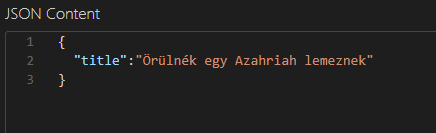 JSON Content
1 {
2 "title":"Örülnék egy Azahriah lemeznek"
3 }